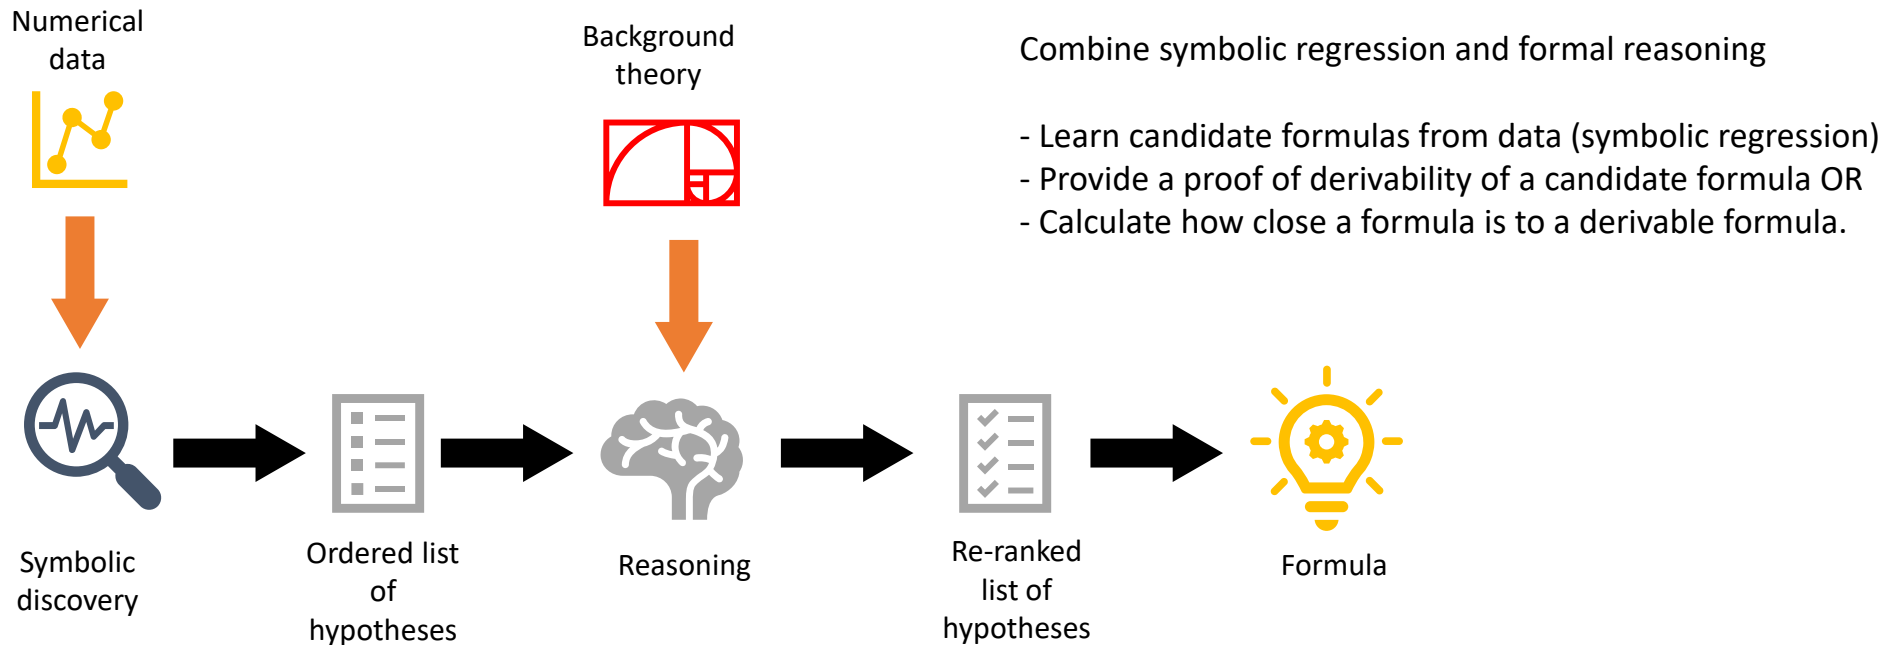 Numerical
data
Background
theory
Combine symbolic regression and formal reasoning
- Learn candidate formulas from data (symbolic regression)
- Provide a proof of derivability of a candidate formula OR
- Calculate how close a formula is to a derivable formula.
Symbolic
discovery
Ordered list
of
hypotheses
Reasoning
Re-ranked
list of
hypotheses
Formula